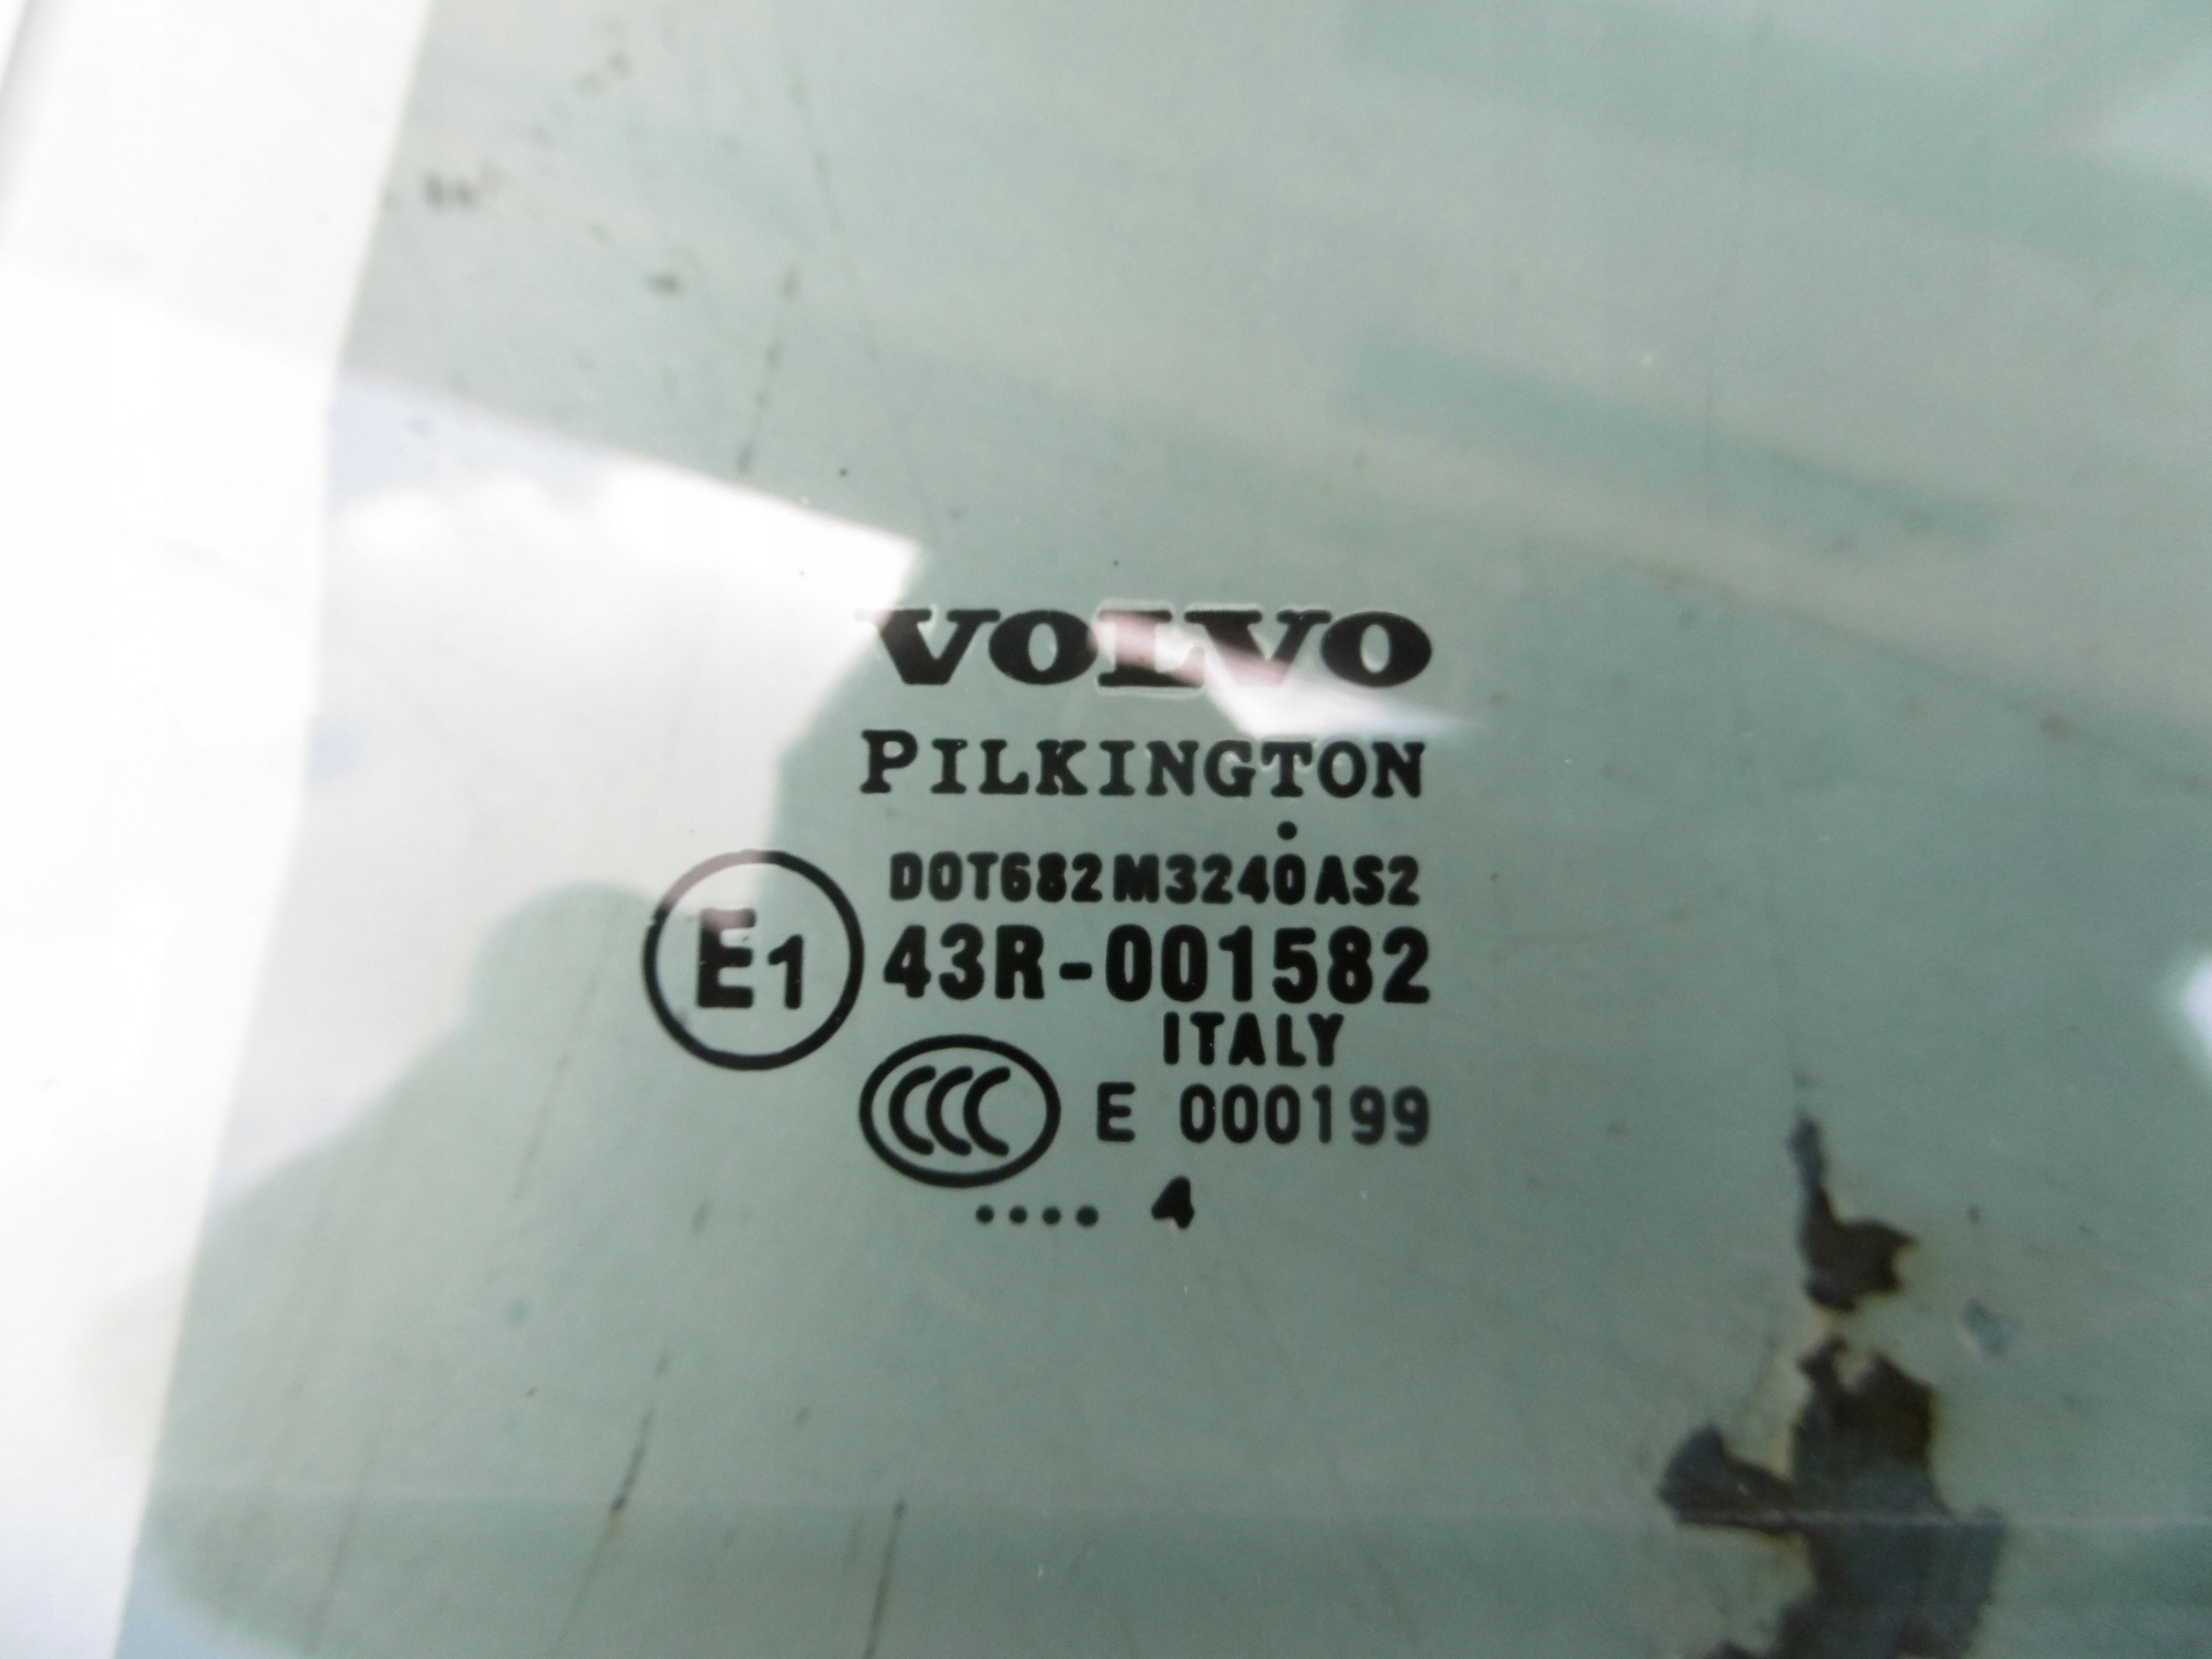 VOLVO
PILKINGTON
DOT682M3240AS2
E1 43R-001582
ITALY
CCC E 000199
.... 4